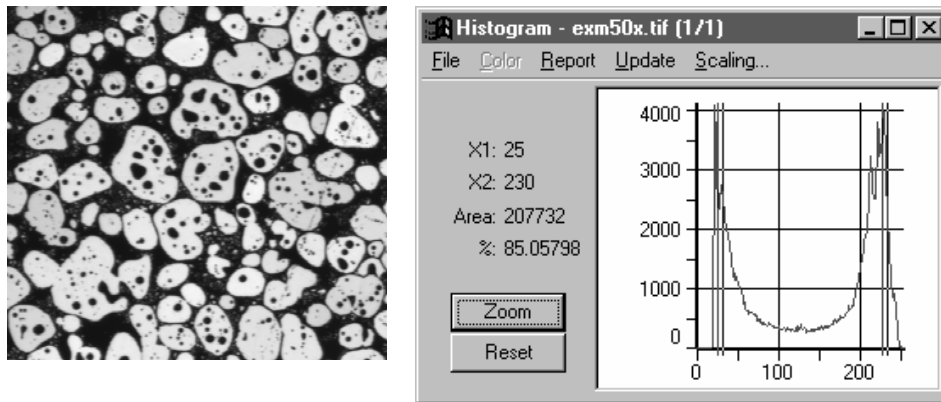 Histogram - exm50x.tif (1/1)
File Color Report Update Scaling...
X1: 25
X2: 230
Area: 207732
%: 85.05798
Zoom
Reset
4000
3000
2000
1000
0
0 100 200